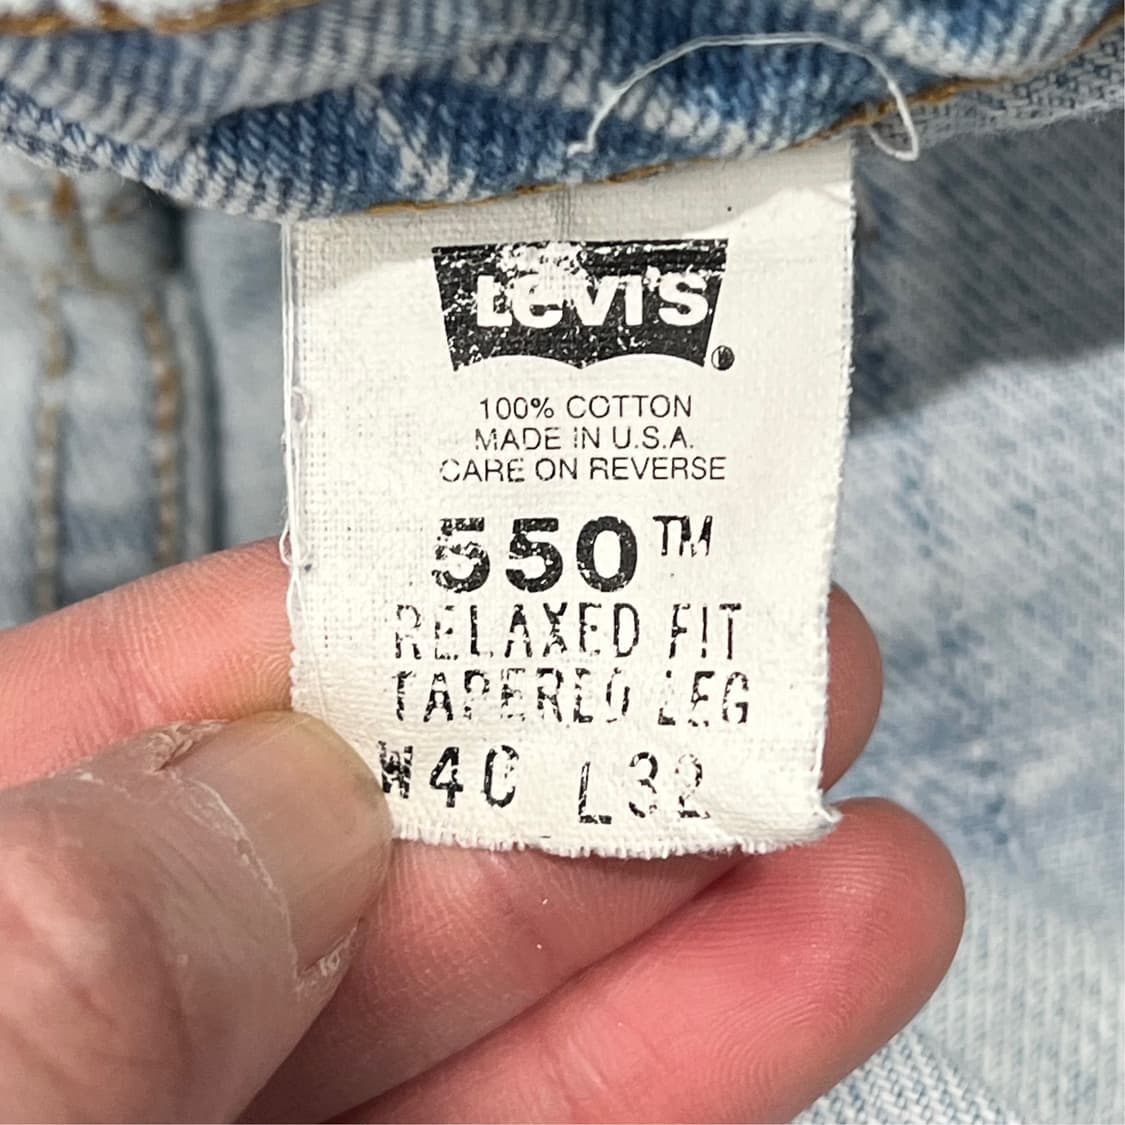 Levi's ®
100% COTTON
MADE IN U.S.A.
CARE ON REVERSE
550™
RELAXED FIT
TAPERED LEG
W40 L32